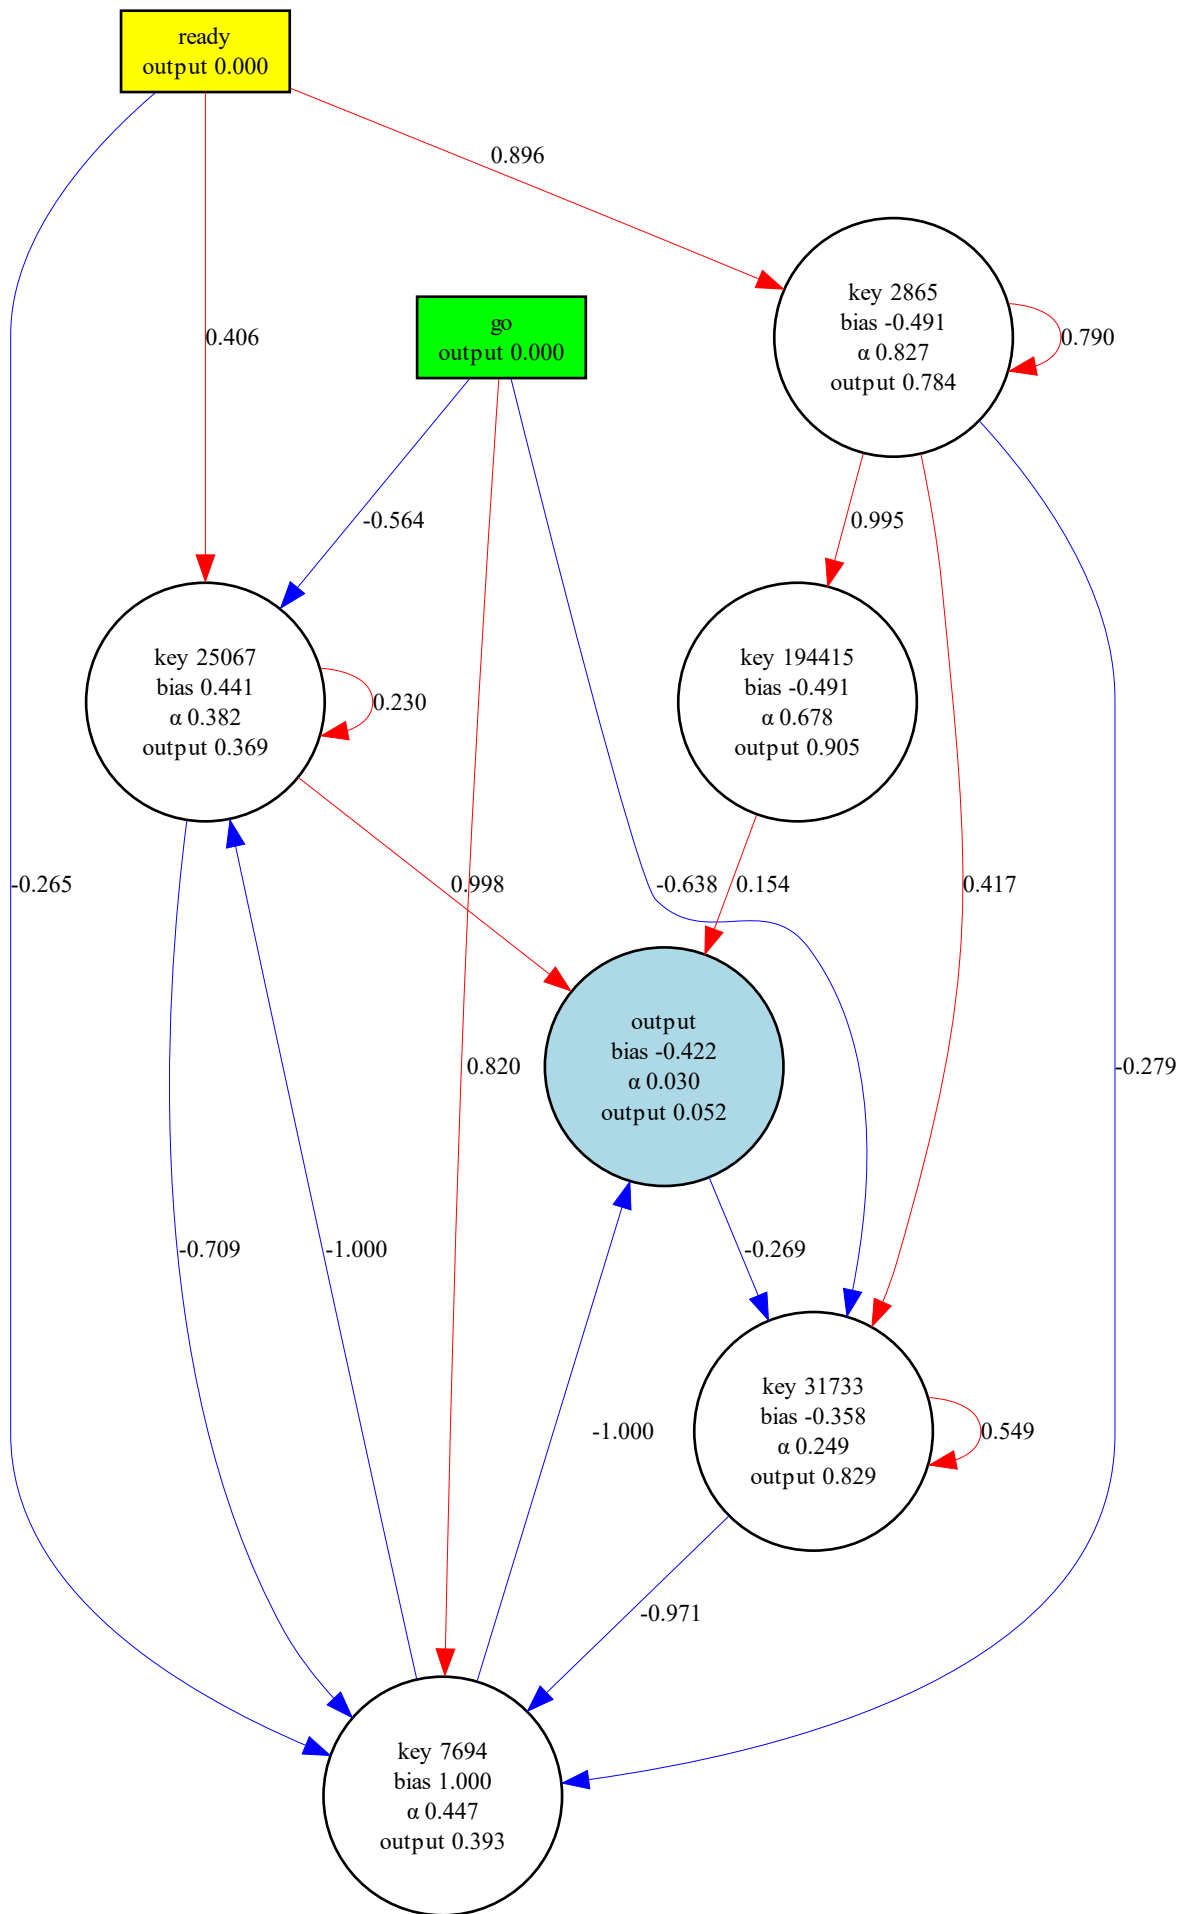 ready
output 0.000
0.896
key 2865
bias -0.491
α 0.827
output 0.784
0.790
go
output 0.000
0.406
-0.564
0.995
key 25067
bias 0.441
α 0.382
output 0.369
0.230
key 194415
bias -0.491
α 0.678
output 0.905
-0.265
0.998
-0.638
0.154
0.417
output
bias -0.422
α 0.030
output 0.052
0.820
-0.279
-0.709
-1.000
-0.269
-1.000
key 31733
bias -0.358
α 0.249
output 0.829
0.549
-0.971
key 7694
bias 1.000
α 0.447
output 0.393